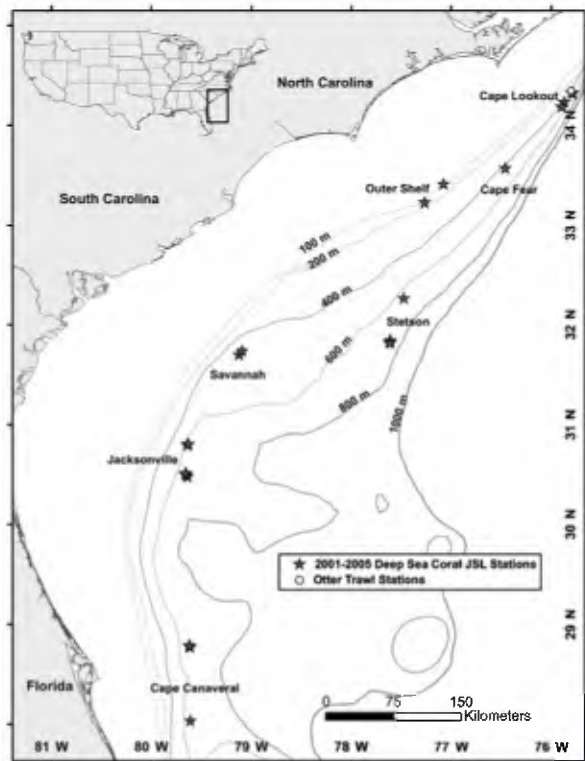 North Carolina
Cape Lookout
34 N
South Carolina
Outer Shelf
Cape Fear
33 N
100 m
200 m
400 m
32 N
Stetson
600 m
Savannah
800 m
1000 m
31 N
Jacksonville
30 N
2001-2005 Deep Sea Coral JSL Stations
Otter Trawl Stations
29 N
Florida
Cape Canaveral
0 75 150
Kilometers
81 W 80 W 79 W 78 W 77 W 76 W